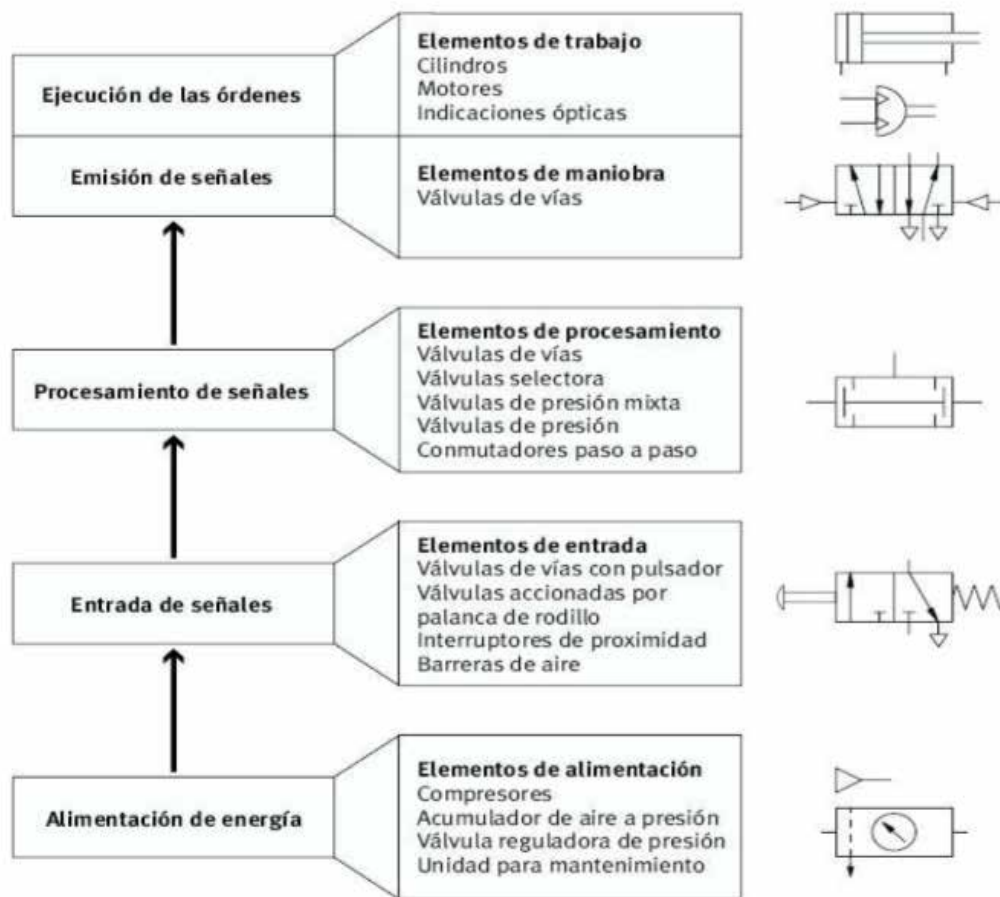 Ejecución de las órdenes
Elementos de trabajo
Cilindros
Motores
Indicaciones ópticas
Emisión de señales
Elementos de maniobra
Válvulas de vías
Procesamiento de señales
Elementos de procesamiento
Válvulas de vías
Válvulas selectora
Válvulas de presión mixta
Válvulas de presión
Conmutadores paso a paso
Entrada de señales
Elementos de entrada
Válvulas de vías con pulsador
Válvulas accionadas por
palanca de rodillo
Interruptores de proximidad
Barreras de aire
Alimentación de energía
Elementos de alimentación
Compresores
Acumulador de aire a presión
Válvula reguladora de presión
Unidad para mantenimiento